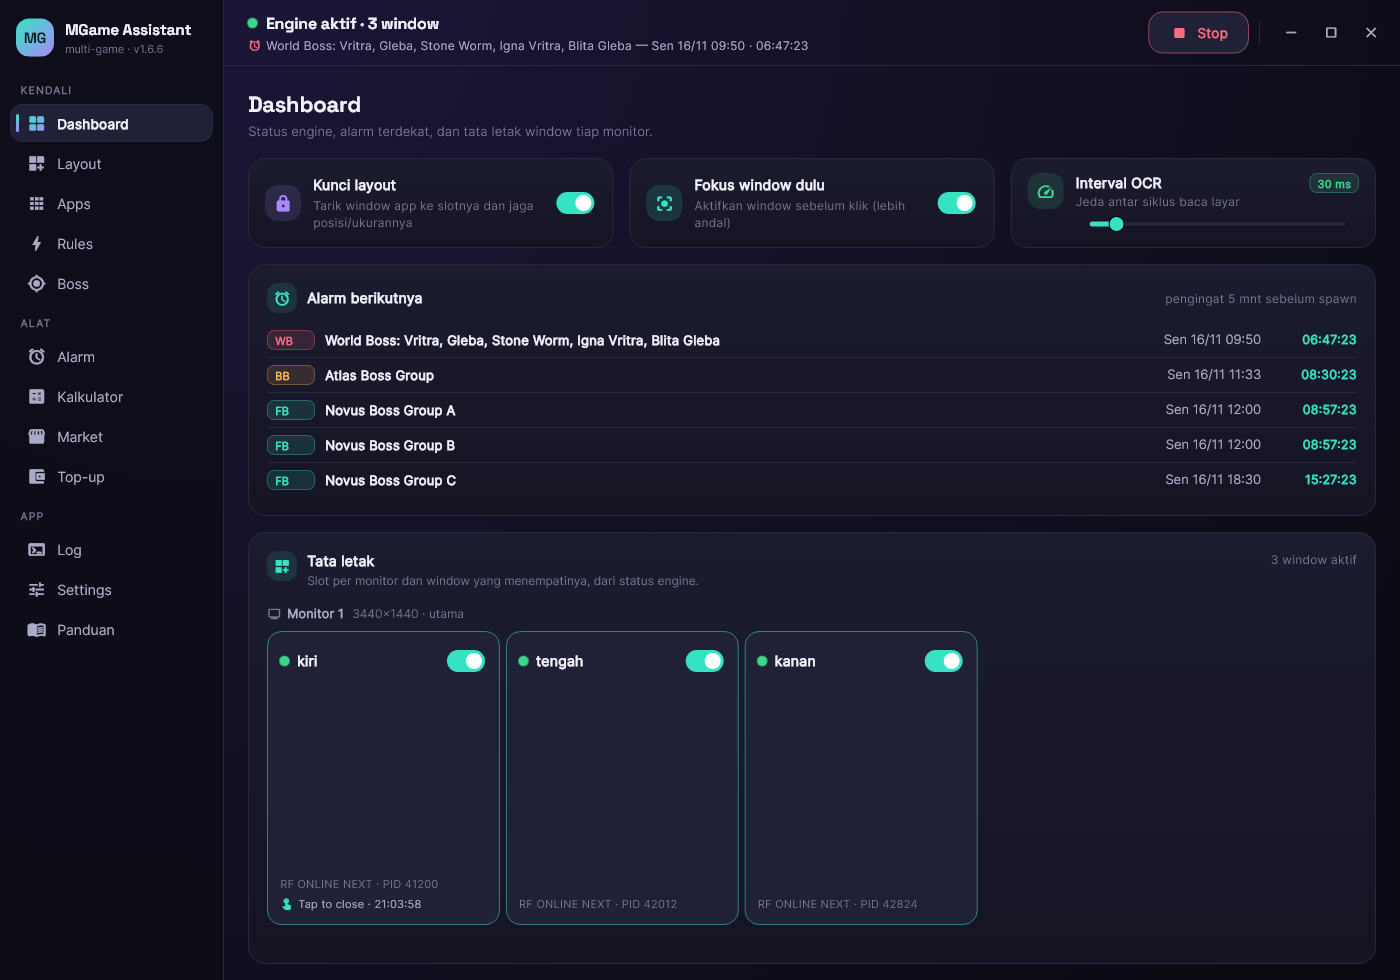 MG
MGame Assistant
multi-game · v1.6.6
KENDALI
Dashboard
Layout
Apps
Rules
Boss
ALAT
Alarm
Kalkulator
Market
Top-up
APP
Log
Settings
Panduan
Engine aktif · 3 window
World Boss: Vritra, Gleba, Stone Worm, Igna Vritra, Blita Gleba — Sen 16/11 09:50 · 06:47:23
Stop
Dashboard
Status engine, alarm terdekat, dan tata letak window tiap monitor.
Kunci layout
Tarik window app ke slotnya dan jaga
posisi/ukurannya
Fokus window dulu
Aktifkan window sebelum klik (lebih
andal)
Interval OCR
30 ms
Jeda antar siklus baca layar
Alarm berikutnya
pengingat 5 mnt sebelum spawn
WB World Boss: Vritra, Gleba, Stone Worm, Igna Vritra, Blita Gleba Sen 16/11 09:50 06:47:23
BB Atlas Boss Group Sen 16/11 11:33 08:30:23
FB Novus Boss Group A Sen 16/11 12:00 08:57:23
FB Novus Boss Group B Sen 16/11 12:00 08:57:23
FB Novus Boss Group C Sen 16/11 18:30 15:27:23
Tata letak
3 window aktif
Slot per monitor dan window yang menempatinya, dari status engine.
Monitor 1 3440×1440 · utama
kiri
RF ONLINE NEXT · PID 41200
Tap to close · 21:03:58
tengah
RF ONLINE NEXT · PID 42012
kanan
RF ONLINE NEXT · PID 42824